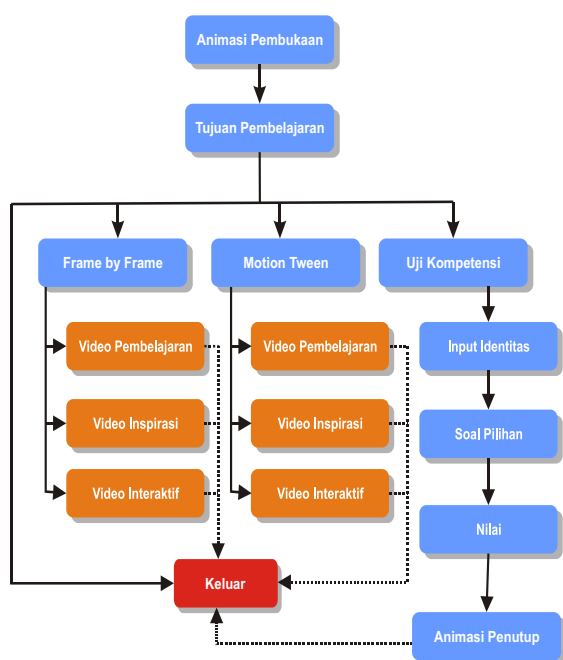 Animasi Pembukaan
Tujuan Pembelajaran
Frame by Frame
Motion Tween
Uji Kompetensi
Video Pembelajaran
Video Pembelajaran
Input Identitas
Video Inspirasi
Video Inspirasi
Soal Pilihan
Video Interaktif
Video Interaktif
Nilai
Keluar
Animasi Penutup